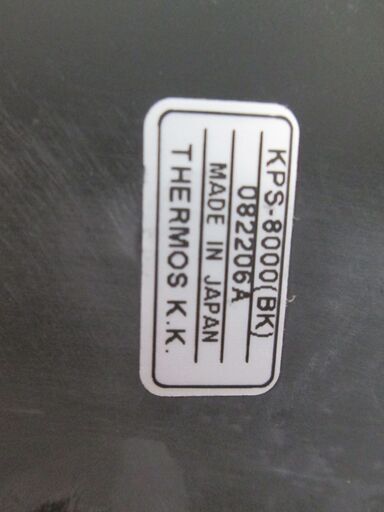 KPS-8000(BK)
082206A
MADE IN JAPAN
THERMOS K.K.